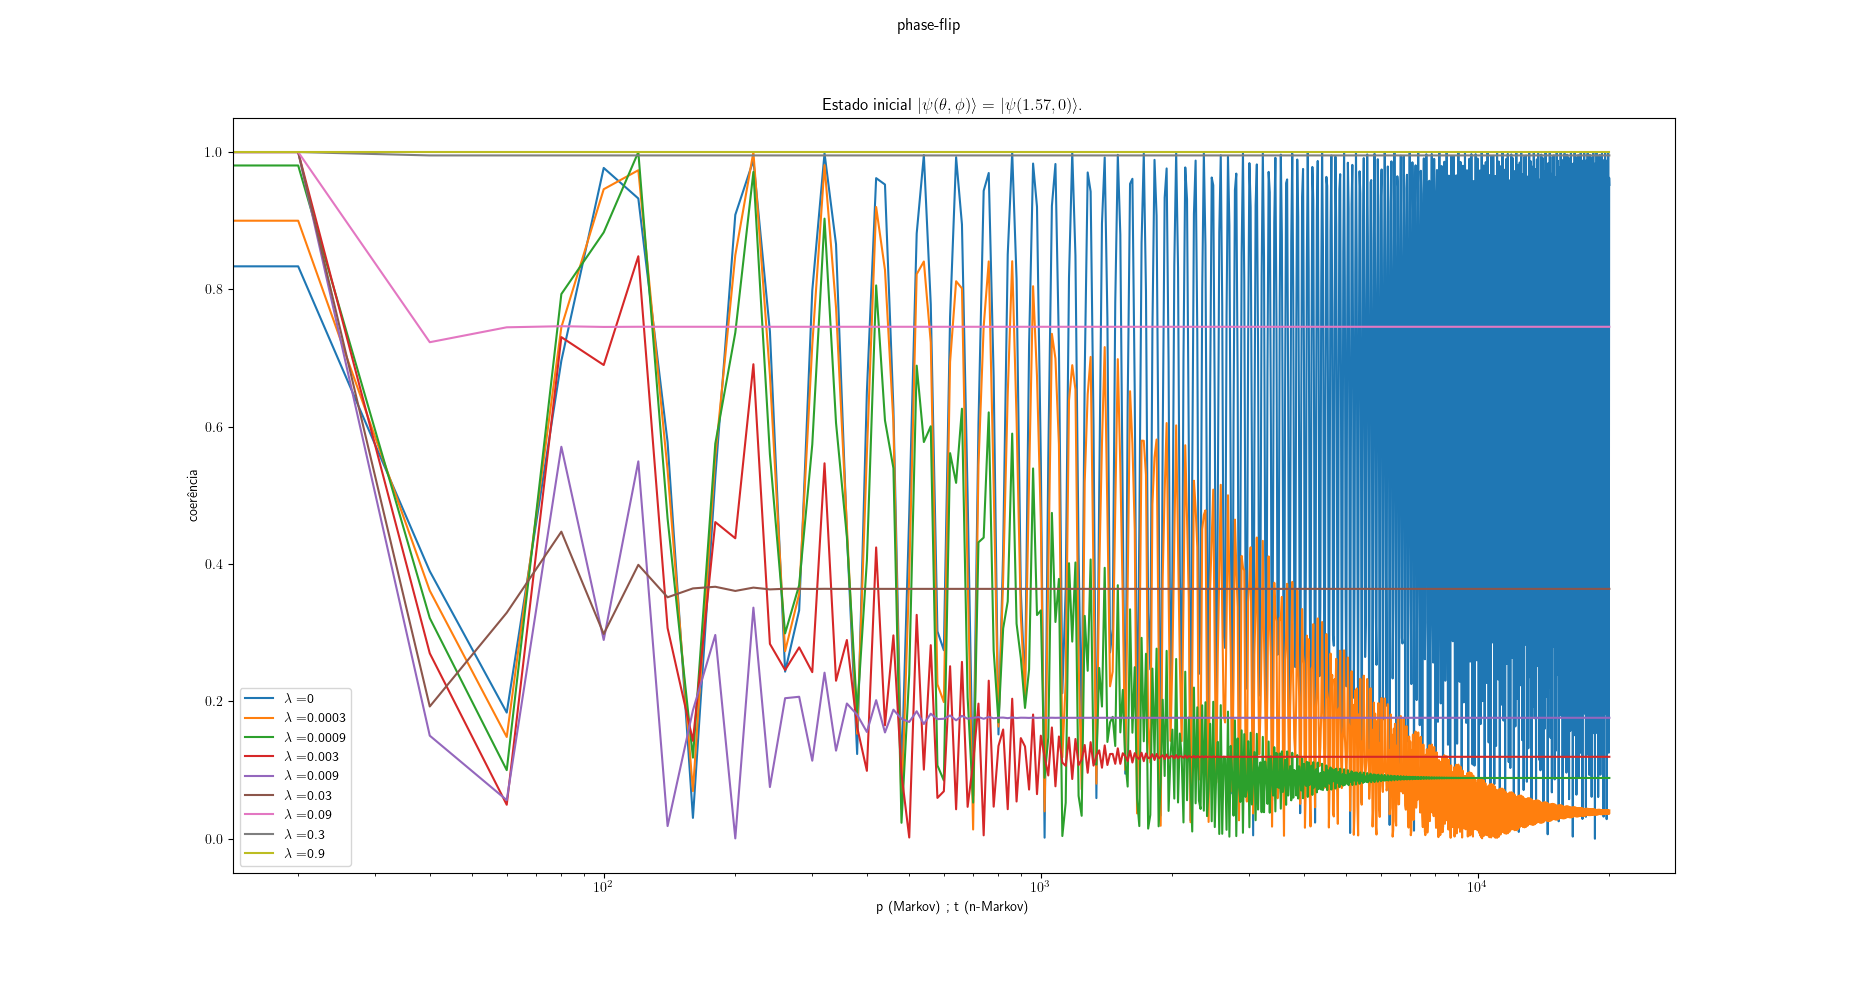 phase-flip
Estado inicial |ψ(θ, ϕ)⟩ = |ψ(1.57, 0)⟩.
1.0
0.8
0.6
0.4
0.2
0.0
coerência
λ =0
λ =0.0003
λ =0.0009
λ =0.003
λ =0.009
λ =0.03
λ =0.09
λ =0.3
λ =0.9
10² 10³ 10⁴
p (Markov) ; t (n-Markov)